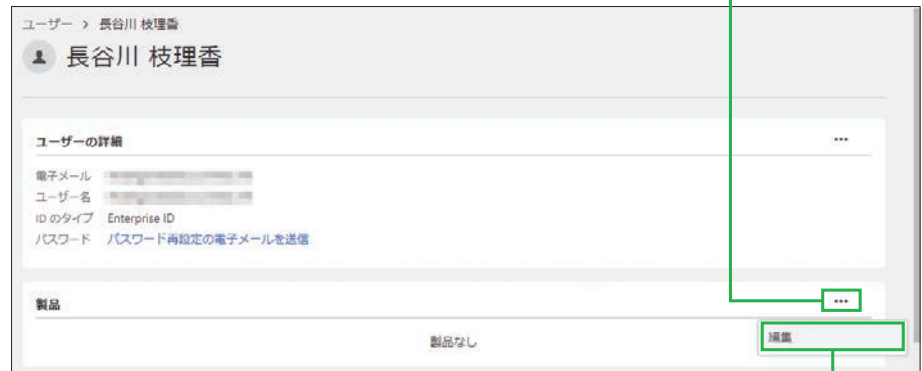 ユーザー > 長谷川 枝理香
長谷川 枝理香
ユーザーの詳細
電子メール
ユーザー名
ID のタイプ Enterprise ID
パスワード パスワード再設定の電子メールを送信
製品
製品なし
編集